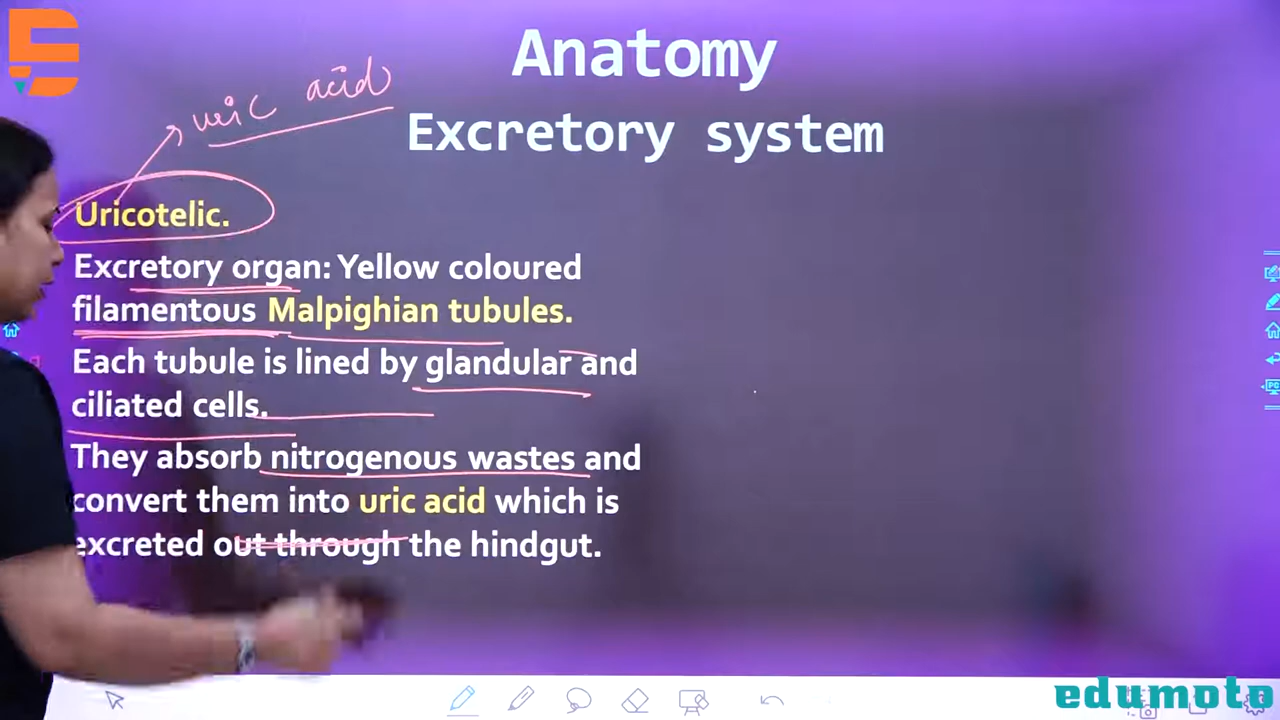 Anatomy
uric acid
Excretory system
Uricotelic.
Excretory organ: Yellow coloured
filamentous Malpighian tubules.
Each tubule is lined by glandular and
ciliated cells.
They absorb nitrogenous wastes and
convert them into uric acid which is
excreted out through the hindgut.
edumoto